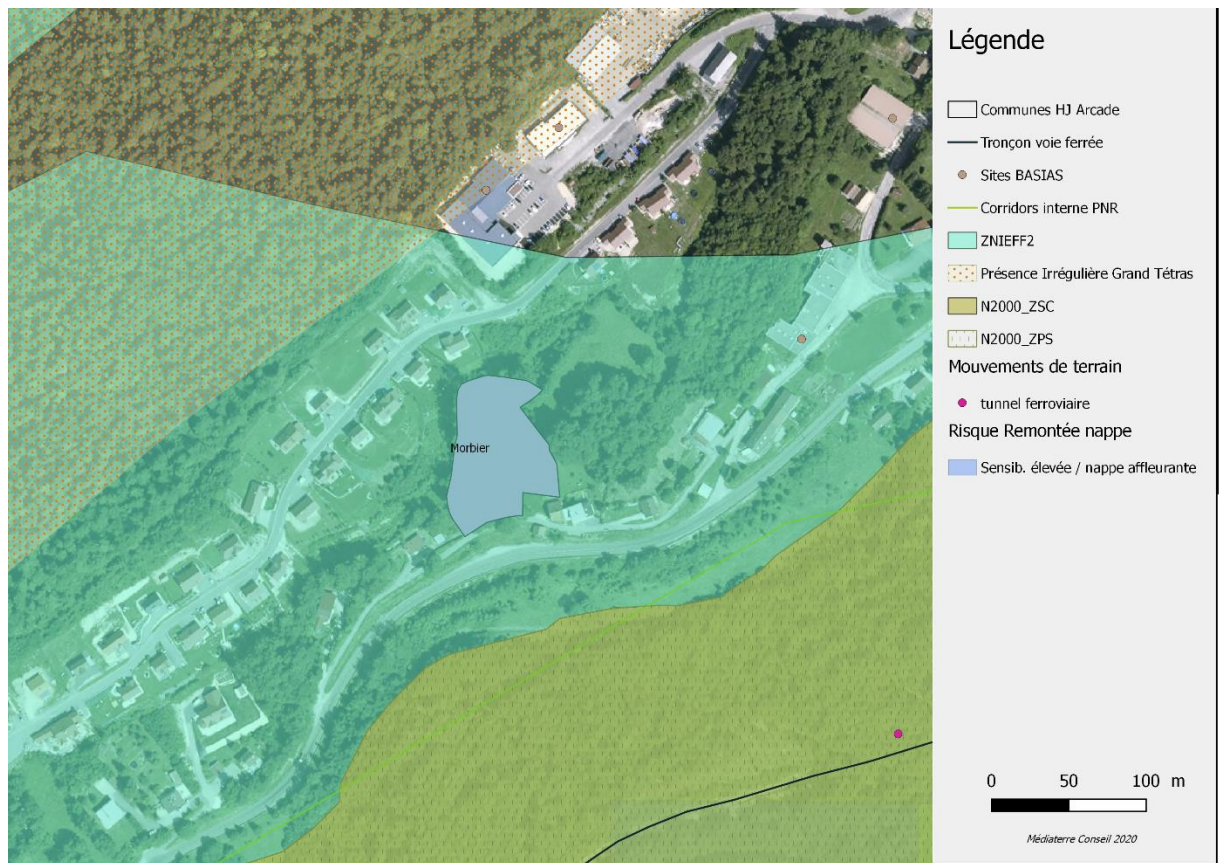 Légende
Communes HJ Arcade
Tronçon voie ferrée
Sites BASIAS
Corridors interne PNR
ZNIEFF2
Présence Irrégulière Grand Tétras
N2000_ZSC
N2000_ZPS
Mouvements de terrain
tunnel ferroviaire
Risque Remontée nappe
Sensib. élevée / nappe affleurante
Morbier
0 50 100 m
Médiaterre Conseil 2020